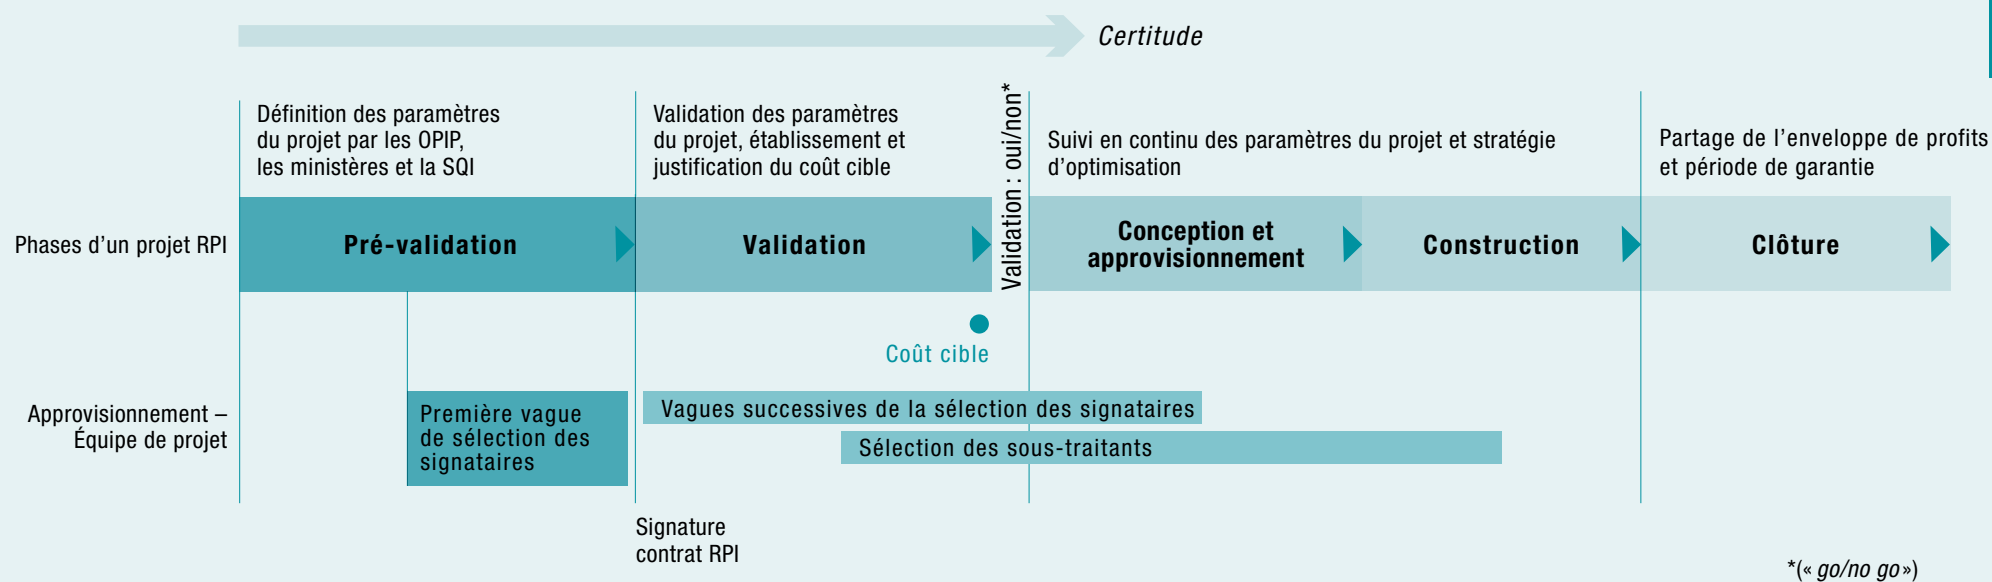 Certitude
Définition des paramètres
du projet par les OPIP,
les ministères et la SQI
Validation des paramètres
du projet, établissement et
justification du coût cible
Validation : oui/non*
Suivi en continu des paramètres du projet et stratégie
d’optimisation
Partage de l’enveloppe de profits
et période de garantie
Phases d’un projet RPI
Pré-validation
Validation
Conception et
approvisionnement
Construction
Clôture
Coût cible
Approvisionnement –
Équipe de projet
Première vague
de sélection des
signataires
Vagues successives de la sélection des signataires
Sélection des sous-traitants
Signature
contrat RPI
*(« go/no go »)